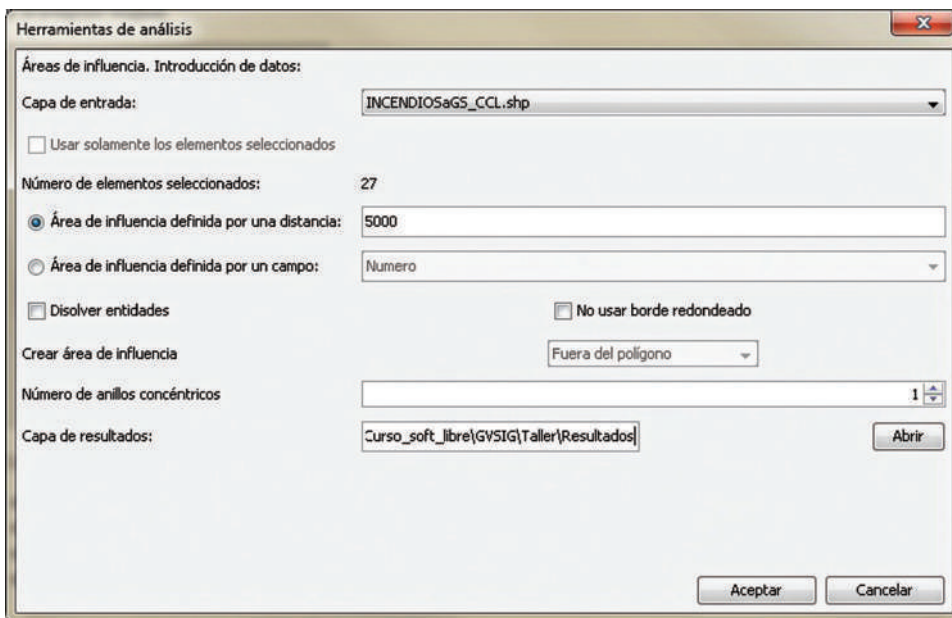 Herramientas de análisis
Áreas de influencia. Introducción de datos:
Capa de entrada: INCENDIOSaGS_CCL.shp
Usar solamente los elementos seleccionados
Número de elementos seleccionados: 27
Área de influencia definida por una distancia: 5000
Área de influencia definida por un campo: Numero
Disolver entidades No usar borde redondeado
Crear área de influencia Fuera del polígono
Número de anillos concéntricos 1
Capa de resultados: Curso_soft_libre\GVSIG\Taller\Resultados Abrir
Aceptar Cancelar